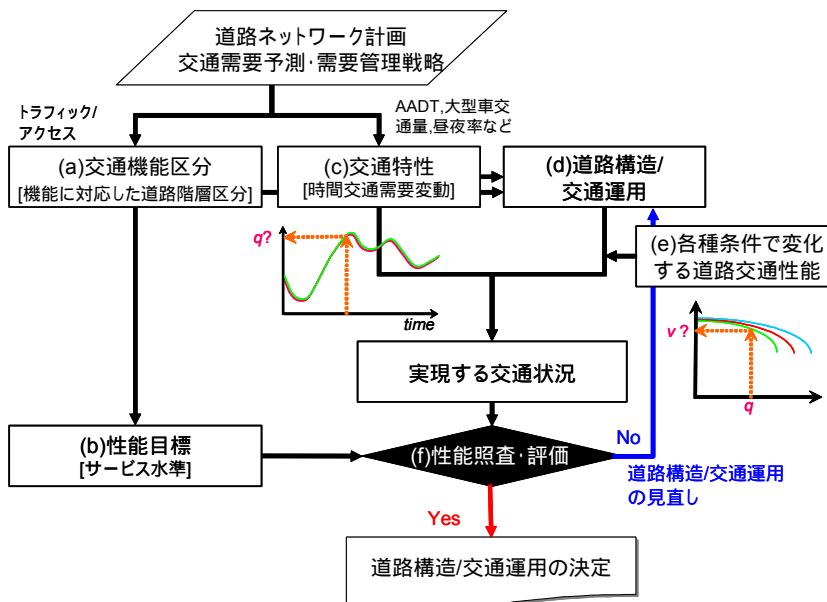 道路ネットワーク計画
交通需要予測・需要管理戦略
トラフィック/
アクセス
AADT,大型車交
通量,昼夜率など
(a)交通機能区分
[機能に対応した道路階層区分]
(c)交通特性
[時間交通需要変動]
(d)道路構造/
交通運用
q?
time
(e)各種条件で変化
する道路交通性能
v?
q
実現する交通状況
(b)性能目標
[サービス水準]
(f)性能照査・評価
No
道路構造/交通運用
の見直し
Yes
道路構造/交通運用の決定